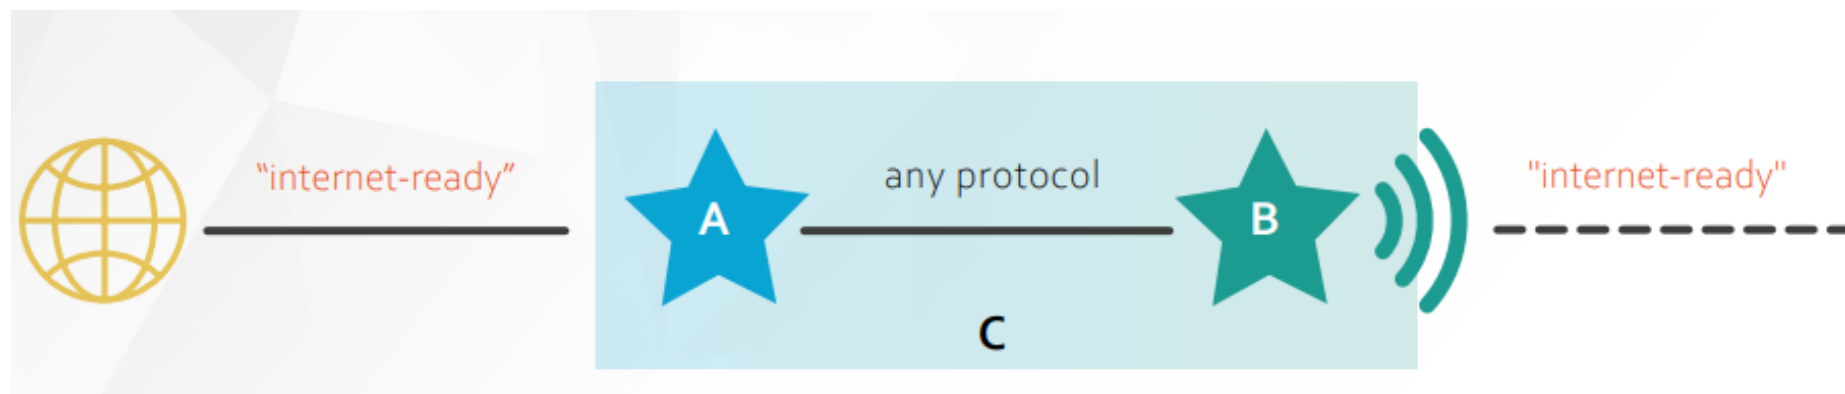 “internet-ready”
A
any protocol
B
"internet-ready"
C